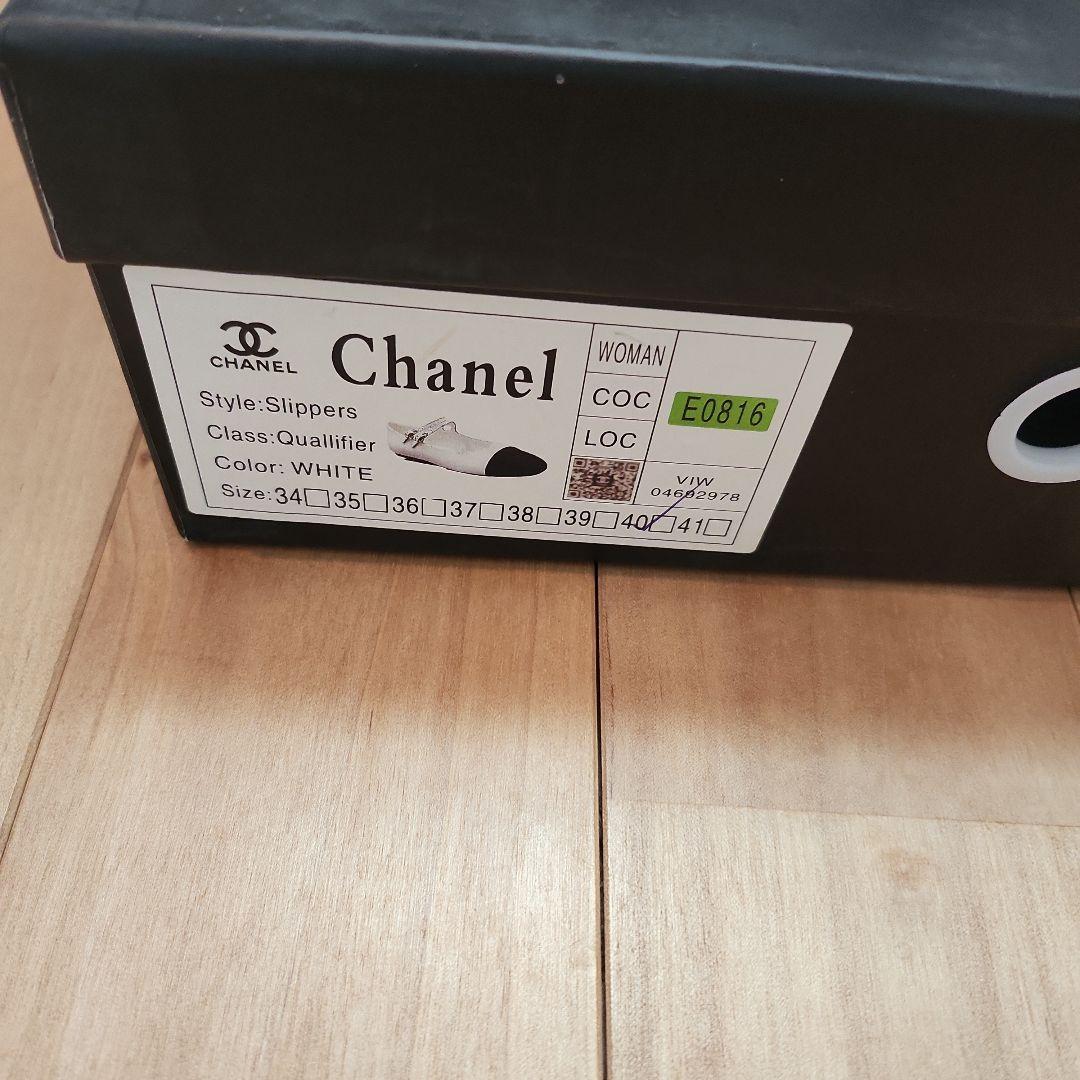 CHANEL
Chanel
Style:Slippers
Class:Quallifier
Color: WHITE
Size:34 35 36 37 38 39 40 41
WOMAN
COC
LOC
E0816
VIW
04692978